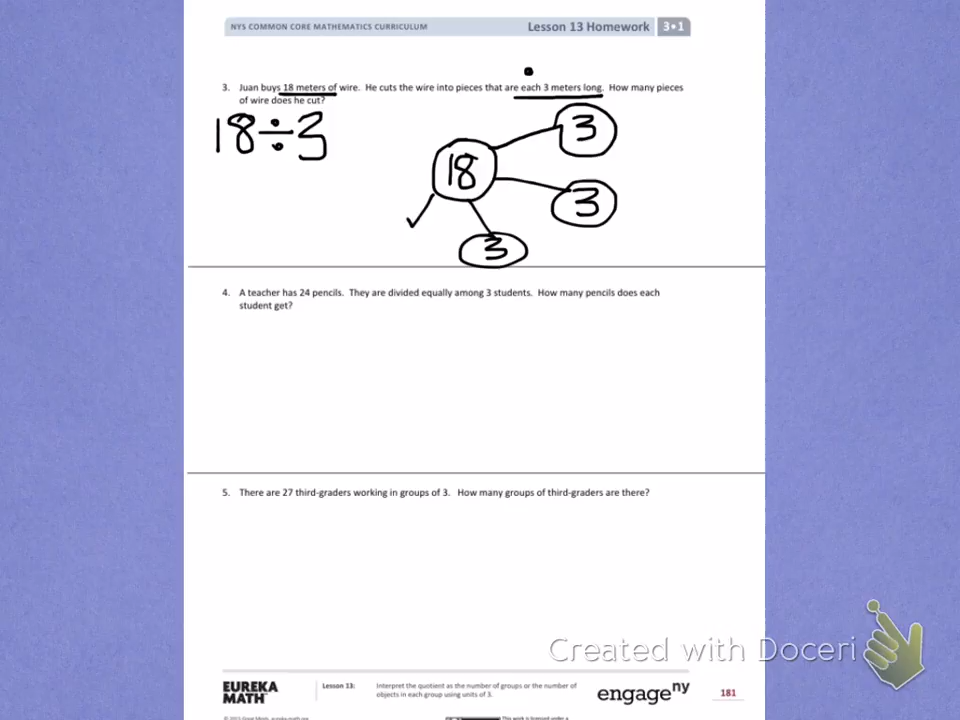 NYS COMMON CORE MATHEMATICS CURRICULUM Lesson 13 Homework 3•1
3. Juan buys 18 meters of wire. He cuts the wire into pieces that are each 3 meters long. How many pieces
of wire does he cut?
18÷3
18
3
3
3
4. A teacher has 24 pencils. They are divided equally among 3 students. How many pencils does each
student get?
5. There are 27 third-graders working in groups of 3. How many groups of third-graders are there?
Created with Doceri
EUREKA
MATH
Lesson 13: Interpret the quotient as the number of groups or the number of
objects in each group using units of 3.
engage ny
181
This work is licensed under a